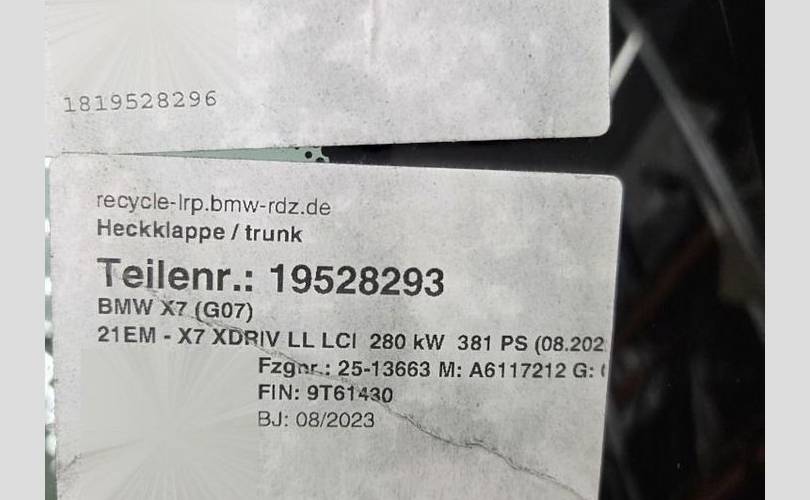 1819528296
recycle-lrp.bmw-rdz.de
Heckklappe / trunk
Teilenr.: 19528293
BMW X7 (G07)
21EM - X7 XDRIV LL LCI 280 kW 381 PS (08.202
Fzgnr.: 25-13663 M: A6117212 G:
FIN: 9T61430
BJ: 08/2023